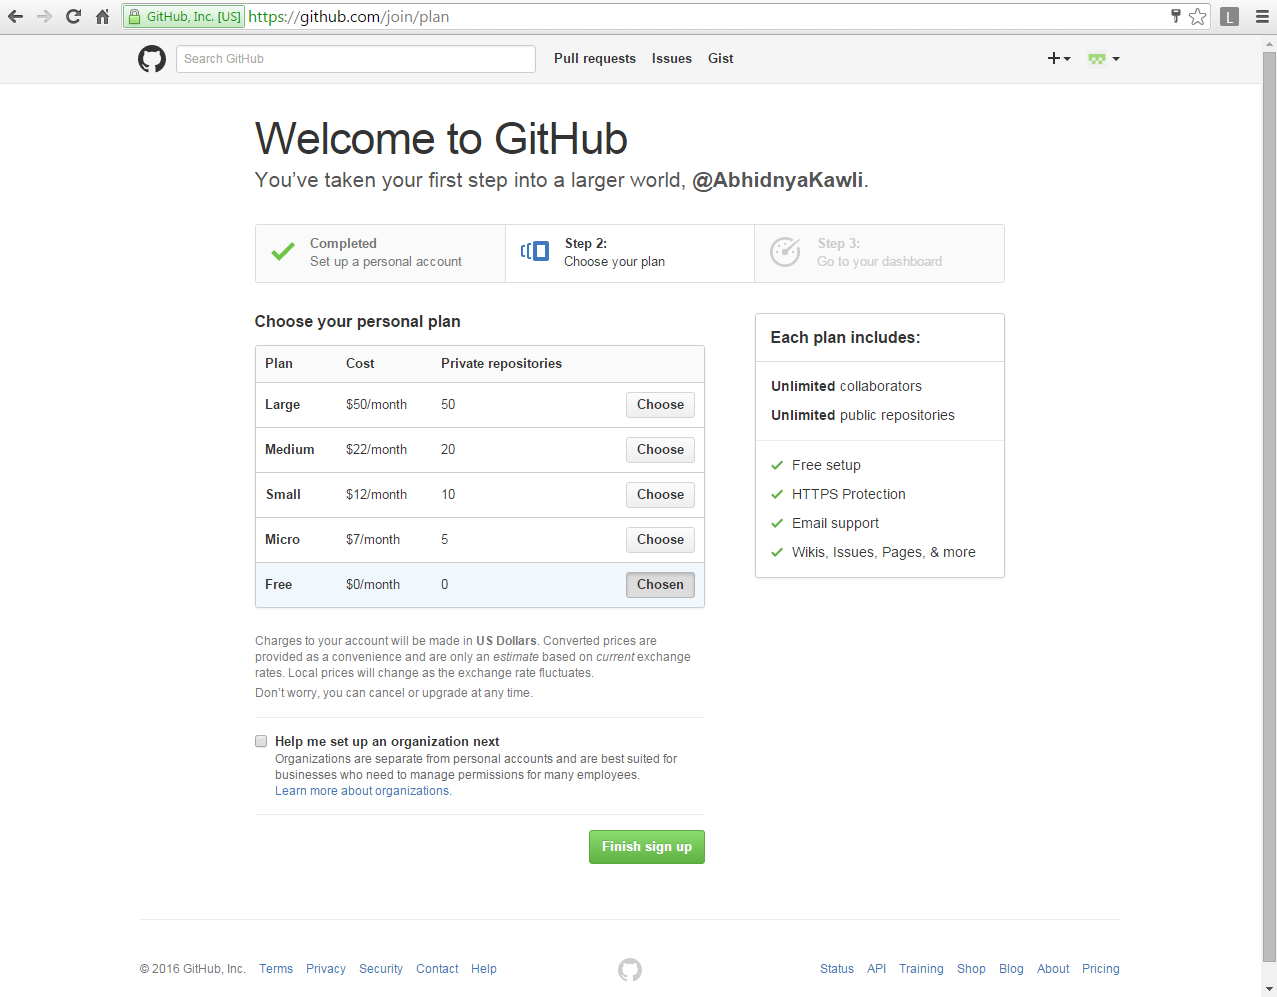 GitHub, Inc. [US] https://github.com/join/plan
L
Search GitHub
Pull requests Issues Gist
Welcome to GitHub
You’ve taken your first step into a larger world, @AbhidnyaKawli.
Completed
Set up a personal account
Step 2:
Choose your plan
Step 3:
Go to your dashboard
Choose your personal plan
Plan Cost Private repositories
Large $50/month 50 Choose
Medium $22/month 20 Choose
Small $12/month 10 Choose
Micro $7/month 5 Choose
Free $0/month 0 Chosen
Charges to your account will be made in US Dollars. Converted prices are
provided as a convenience and are only an estimate based on current exchange
rates. Local prices will change as the exchange rate fluctuates.
Don’t worry, you can cancel or upgrade at any time.
Help me set up an organization next
Organizations are separate from personal accounts and are best suited for
businesses who need to manage permissions for many employees.
Learn more about organizations.
Finish sign up
Each plan includes:
Unlimited collaborators
Unlimited public repositories
Free setup
HTTPS Protection
Email support
Wikis, Issues, Pages, & more
© 2016 GitHub, Inc. Terms Privacy Security Contact Help
Status API Training Shop Blog About Pricing